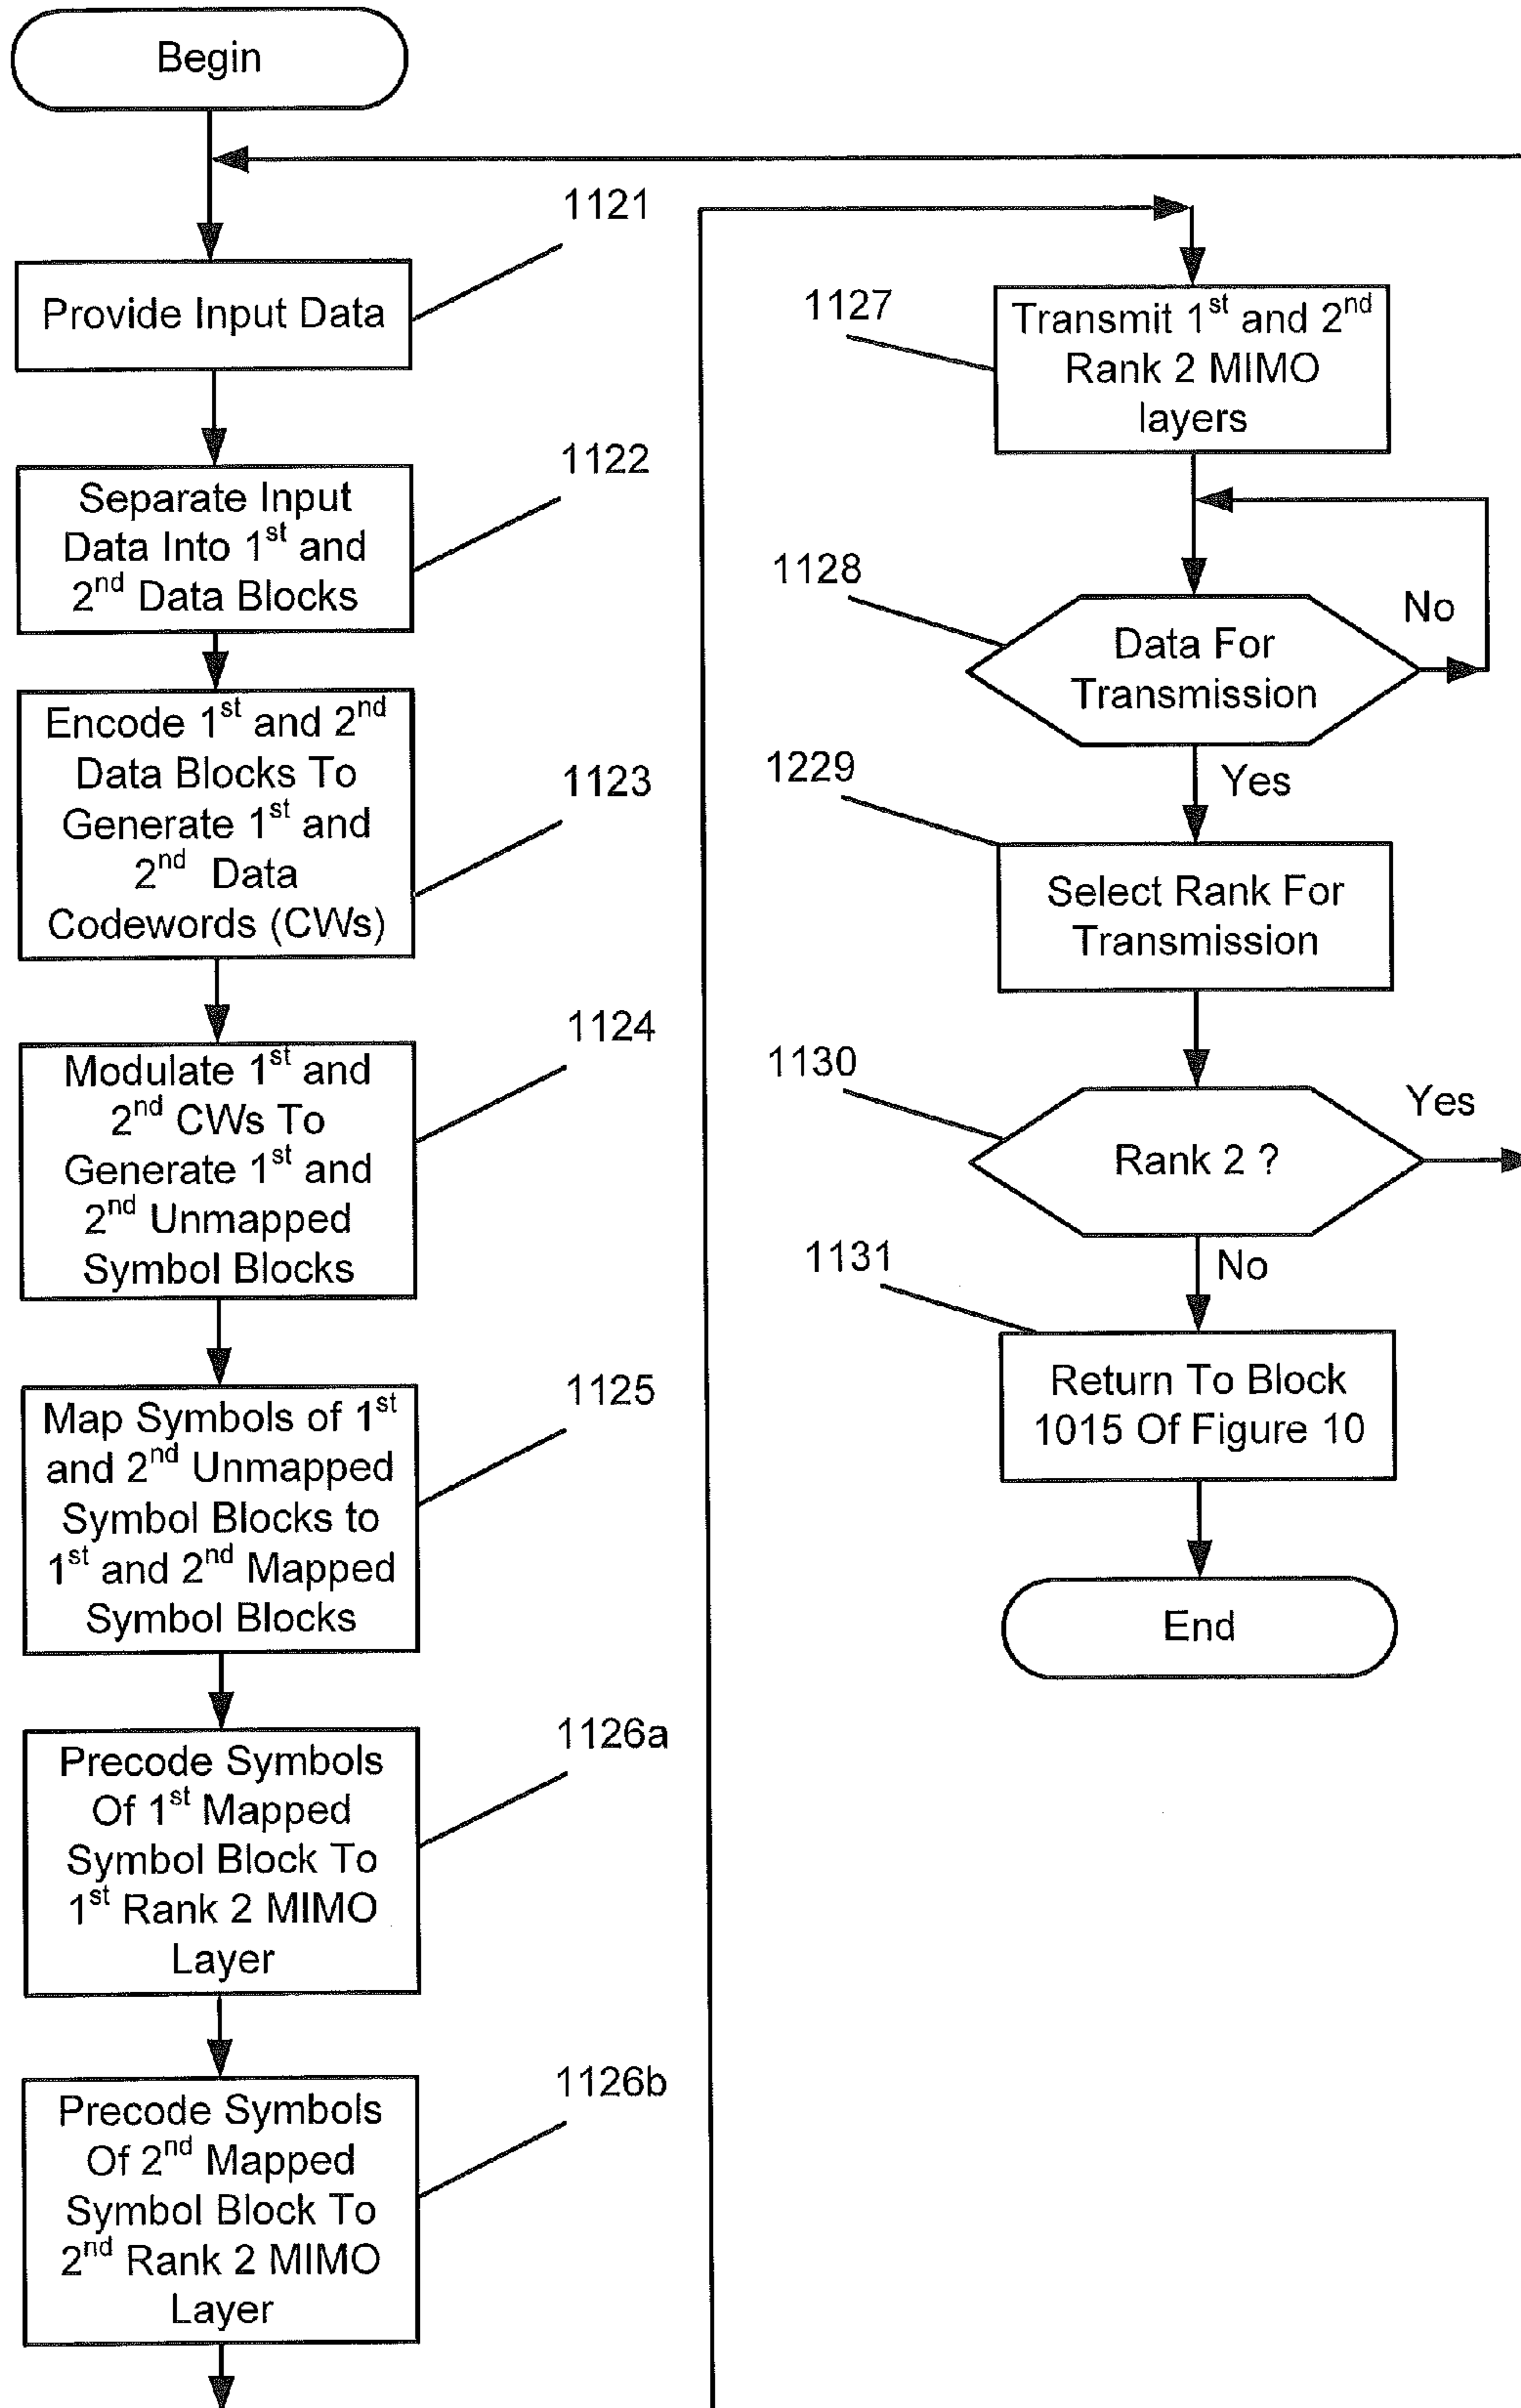 Begin
1121
Provide Input Data
1122
Separate Input
Data Into 1st and
2nd Data Blocks
1123
Encode 1st and 2nd
Data Blocks To
Generate 1st and
2nd Data
Codewords (CWs)
1124
Modulate 1st and
2nd CWs To
Generate 1st and
2nd Unmapped
Symbol Blocks
1125
Map Symbols of 1st
and 2nd Unmapped
Symbol Blocks to
1st and 2nd Mapped
Symbol Blocks
1126a
Precode Symbols
Of 1st Mapped
Symbol Block To
1st Rank 2 MIMO
Layer
1126b
Precode Symbols
Of 2nd Mapped
Symbol Block To
2nd Rank 2 MIMO
Layer
1127
Transmit 1st and 2nd
Rank 2 MIMO
layers
1128
Data For
Transmission
No
Yes
1229
Select Rank For
Transmission
1130
Rank 2 ?
Yes
No
1131
Return To Block
1015 Of Figure 10
End